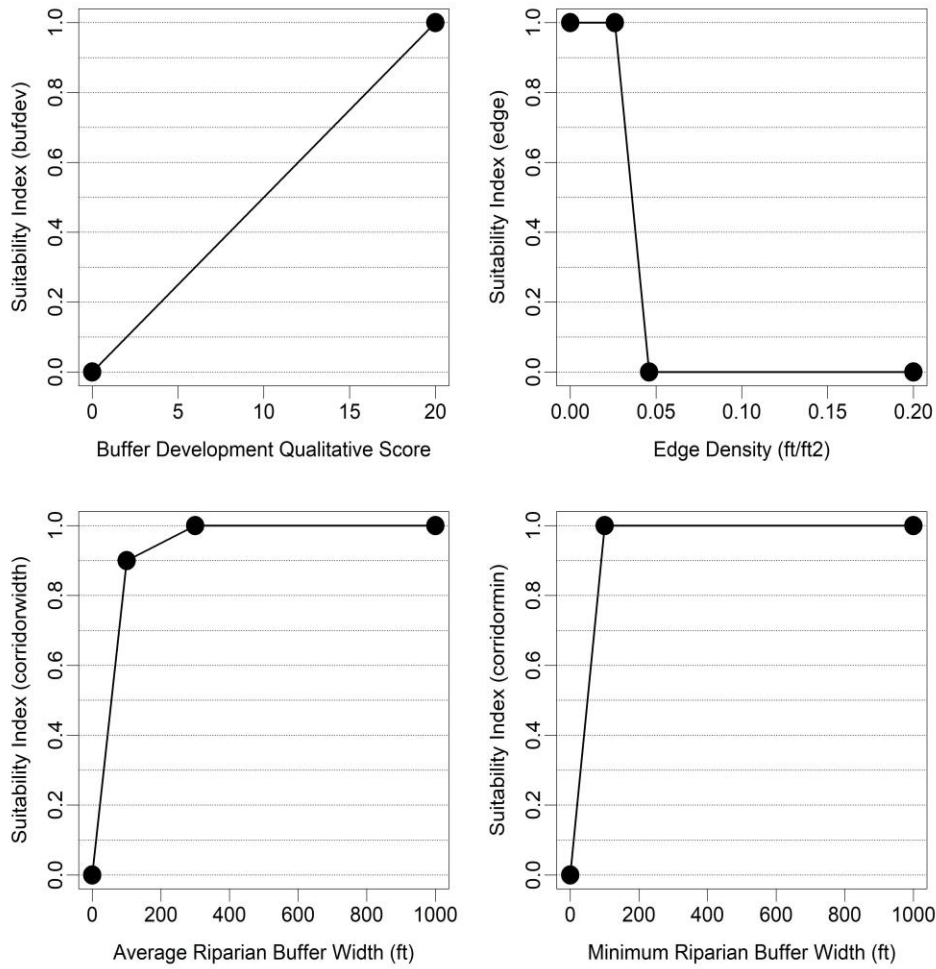 Suitability Index (bufdev)
1.0
0.8
0.6
0.4
0.2
0.0
0 5 10 15 20
Buffer Development Qualitative Score
Suitability Index (edge)
1.0
0.8
0.6
0.4
0.2
0.0
0.00 0.05 0.10 0.15 0.20
Edge Density (ft/ft2)
Suitability Index (corridorwidth)
1.0
0.8
0.6
0.4
0.2
0.0
0 200 400 600 800 1000
Average Riparian Buffer Width (ft)
Suitability Index (corridormin)
1.0
0.8
0.6
0.4
0.2
0.0
0 200 400 600 800 1000
Minimum Riparian Buffer Width (ft)